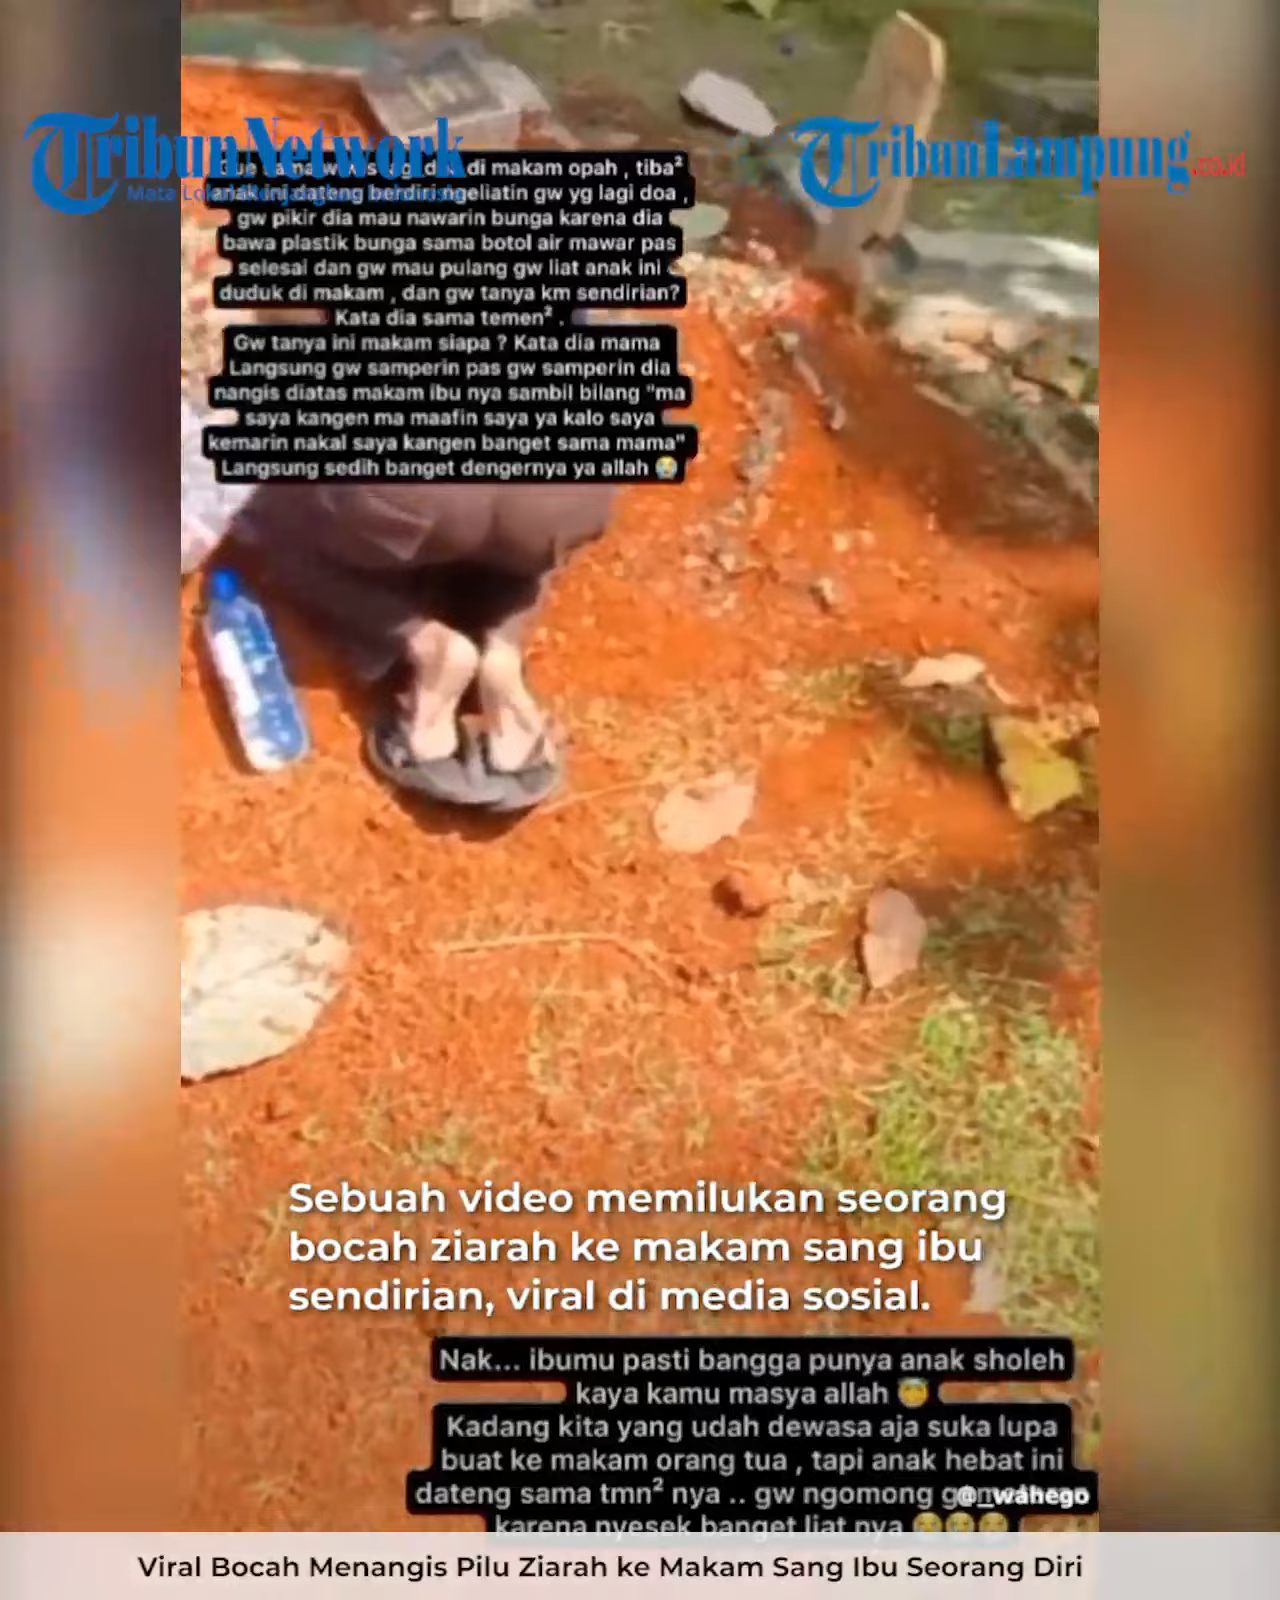 TribunNetwork
TribunLampung.co.id
Mata Lokal
di makam opah , tiba²
anak ini dateng berdiri ngeliatin gw yg lagi doa ,
gw pikir dia mau nawarin bunga karena dia
bawa plastik bunga sama botol air mawar pas
selesai dan gw mau pulang gw liat anak ini
duduk di makam , dan gw tanya km sendirian?
Kata dia sama temen² .
Gw tanya ini makam siapa ? Kata dia mama
Langsung gw samperin pas gw samperin dia
nangis diatas makam ibu nya sambil bilang "ma
saya kangen ma maafin saya ya kalo saya
kemarin nakal saya kangen banget sama mama"
Langsung sedih banget dengernya ya allah 😭
Sebuah video memilukan seorang
bocah ziarah ke makam sang ibu
sendirian, viral di media sosial.
Nak... ibumu pasti bangga punya anak sholeh
kaya kamu masya allah 😇
Kadang kita yang udah dewasa aja suka lupa
buat ke makam orang tua , tapi anak hebat ini
dateng sama tmn² nya .. gw ngomong
@_wahego
karena nyesek banget liat nya 😭😭😭
Viral Bocah Menangis Pilu Ziarah ke Makam Sang Ibu Seorang Diri